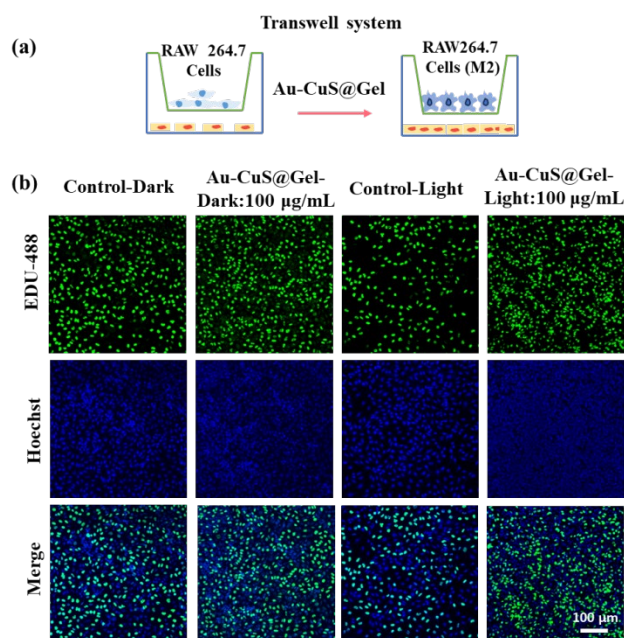 Transwell system
(a)
RAW 264.7
Cells
Au-CuS@Gel
RAW264.7
Cells (M2)
(b)
Control-Dark
Au-CuS@Gel-
Dark:100 μg/mL
Control-Light
Au-CuS@Gel-
Light:100 μg/mL
EDU-488
Hoechst
Merge
100 μm